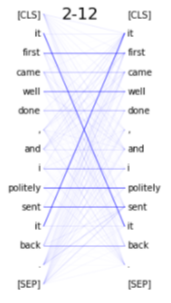 2-12
[CLS] [CLS]
it it
first first
came came
well well
done done
, ,
and and
i i
politely politely
sent sent
it it
back back
. .
[SEP] [SEP]